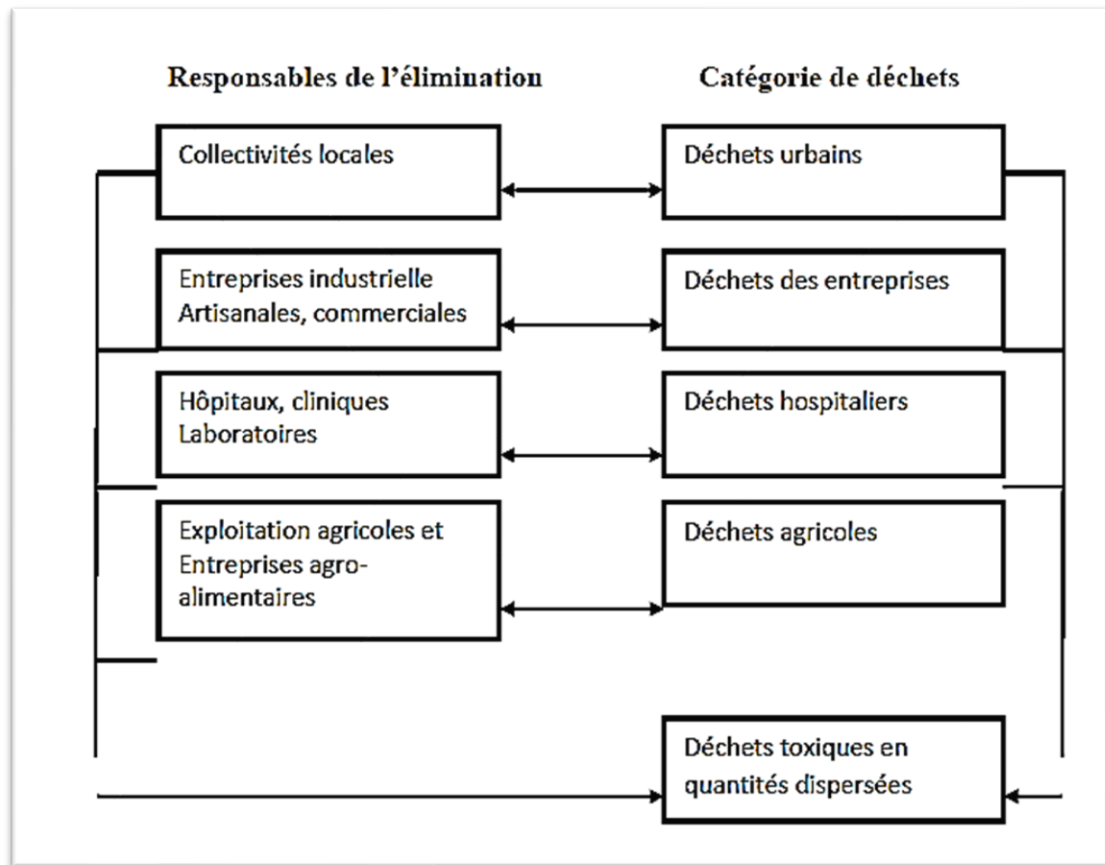 Responsables de l'élimination
Catégorie de déchets
Collectivités locales
Déchets urbains
Entreprises industrielle
Artisanales, commerciales
Déchets des entreprises
Hôpitaux, cliniques
Laboratoires
Déchets hospitaliers
Exploitation agricoles et
Entreprises agro-
alimentaires
Déchets agricoles
Déchets toxiques en
quantités dispersées